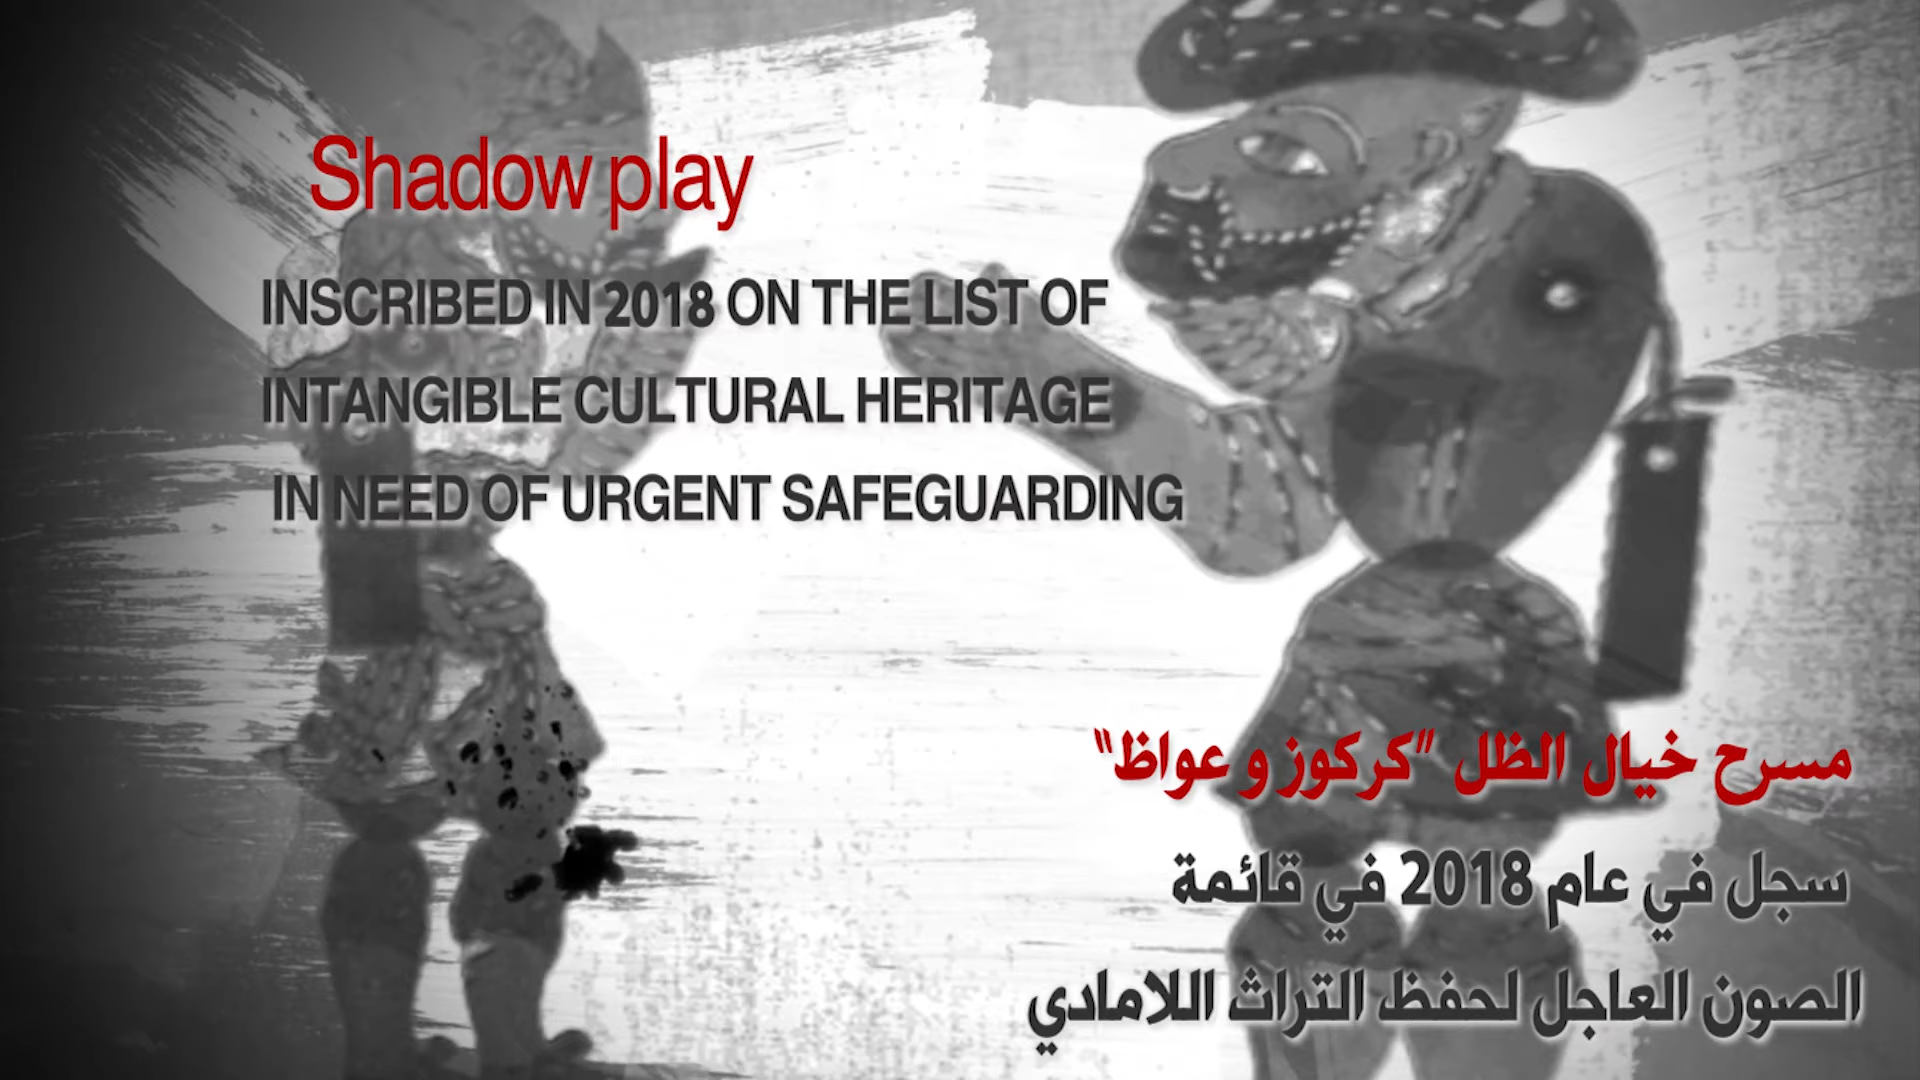 Shadow play
INSCRIBED IN 2018 ON THE LIST OF
INTANGIBLE CULTURAL HERITAGE
IN NEED OF URGENT SAFEGUARDING
مسرح خيال الظل "كركوز و عواظ"
سجل في عام 2018 في قائمة
الصون العاجل لحفظ التراث اللامادي